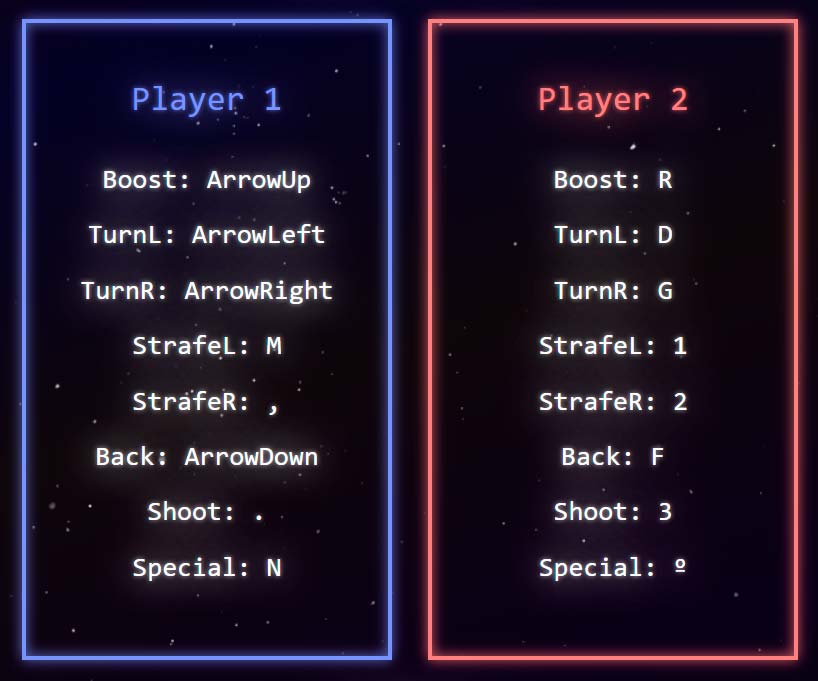 Player 1
Boost: ArrowUp
TurnL: ArrowLeft
TurnR: ArrowRight
StrafeL: M
StrafeR: ,
Back: ArrowDown
Shoot: .
Special: N
Player 2
Boost: R
TurnL: D
TurnR: G
StrafeL: 1
StrafeR: 2
Back: F
Shoot: 3
Special: º